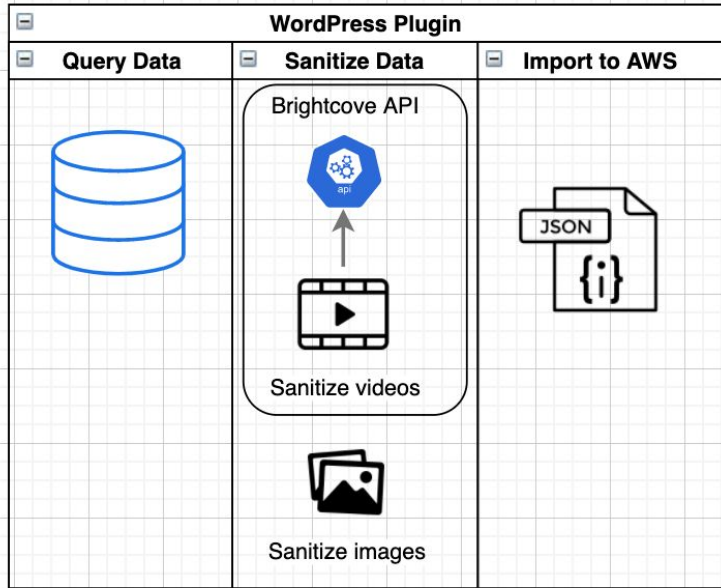 WordPress Plugin
Query Data
Sanitize Data
Import to AWS
Brightcove API
api
Sanitize videos
Sanitize images
JSON
{i}